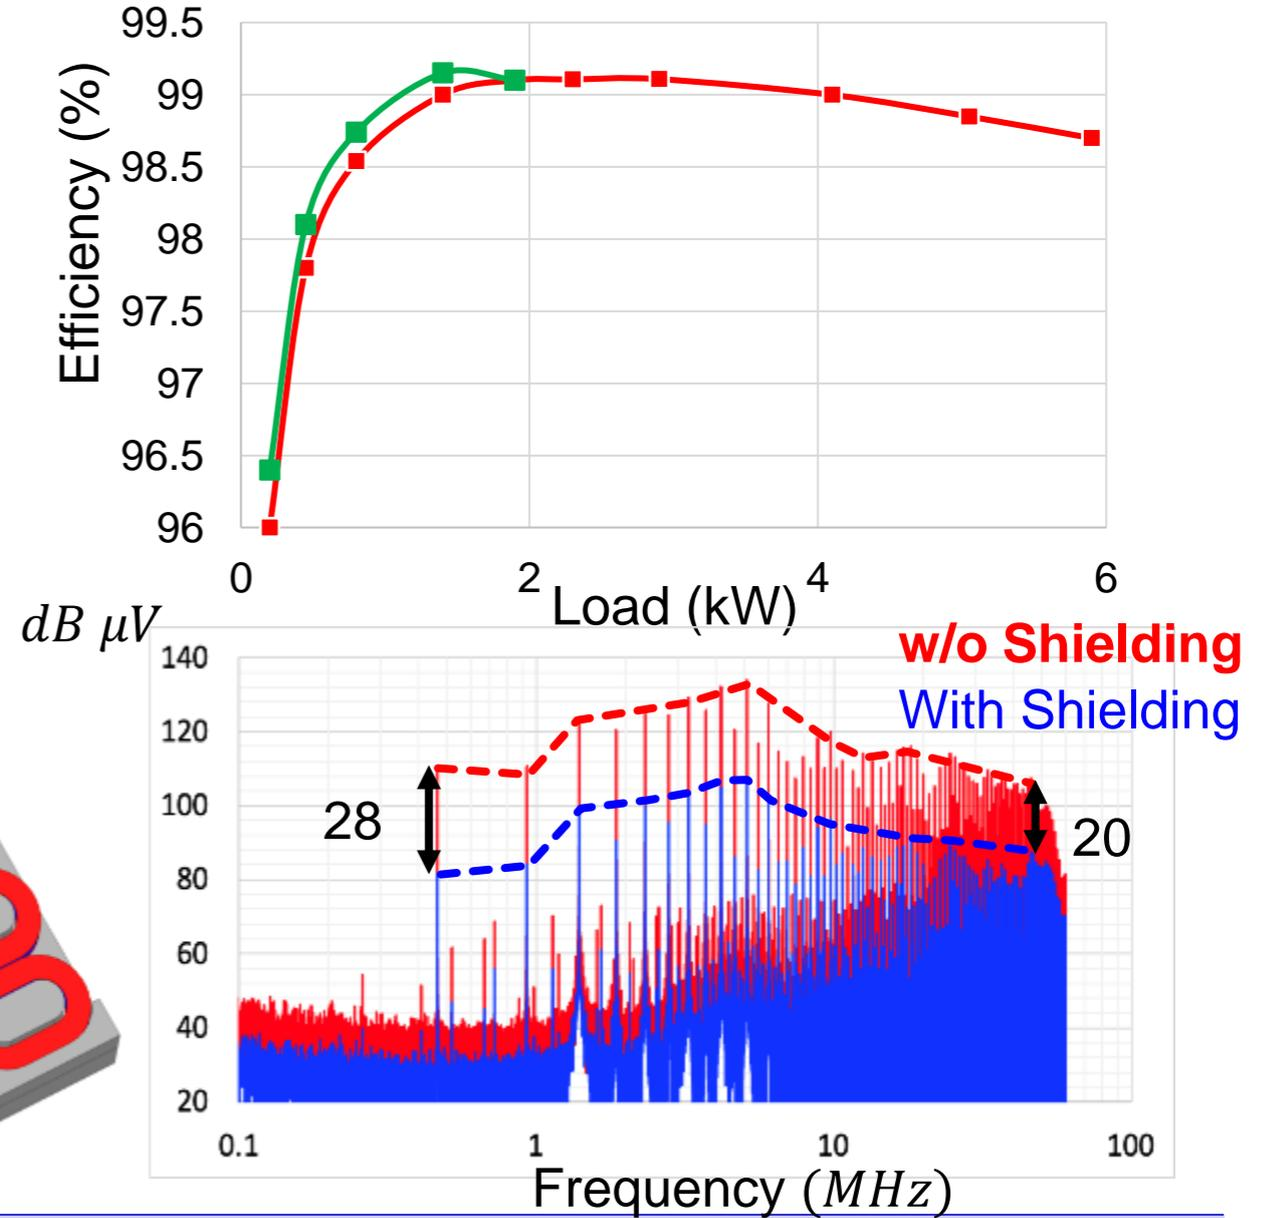 99.5
99
98.5
98
97.5
97
96.5
96
Efficiency (%)
0 2 4 6
Load (kW)
dB μV
w/o Shielding
With Shielding
140
120
100
80
60
40
20
28
20
0.1 1 10 100
Frequency (MHz)